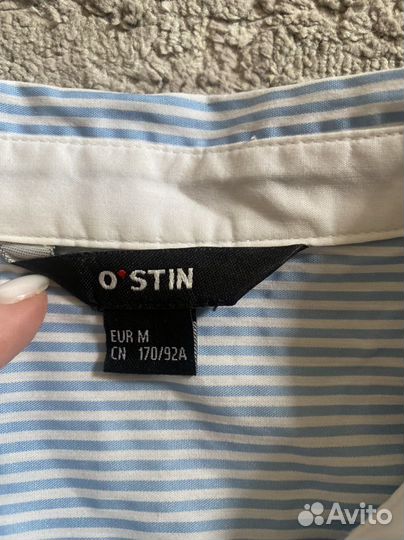 O'STIN
EUR M
CN 170/92A
Avito